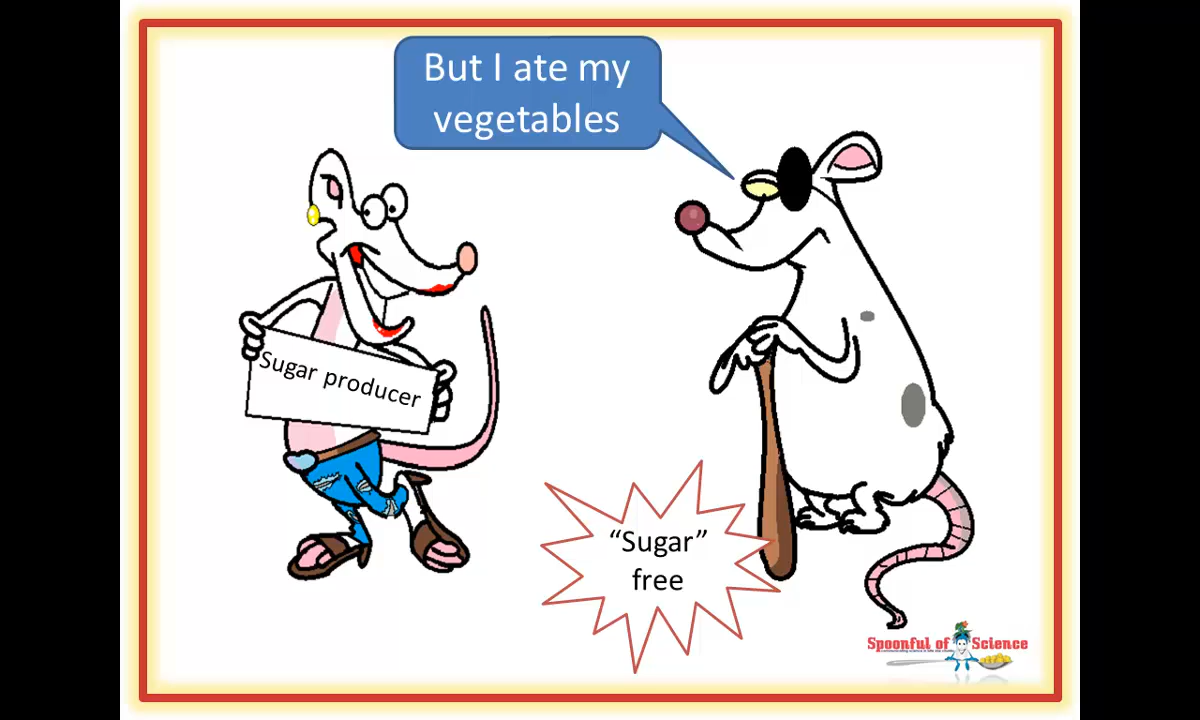 But I ate my
vegetables
Sugar producer
“Sugar”
free
Spoonful of Science